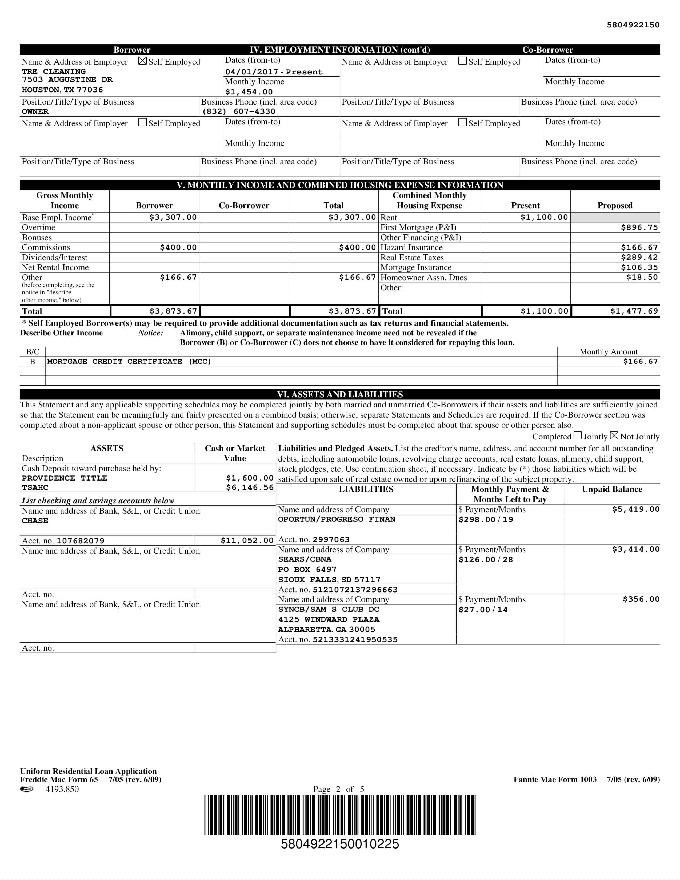 5804922150
Borrower IV. EMPLOYMENT INFORMATION (cont'd) Co-Borrower
Name & Address of Employer ☒ Self Employed Dates (from-to) Name & Address of Employer ☐ Self Employed Dates (from-to)
TRE CLEANING
7503 AUGUSTINE DR 04/01/2017-Present
HOUSTON, TX 77036 Monthly Income Monthly Income
$1,454.00
Position/Title/Type of Business Business Phone (incl. area code) Position/Title/Type of Business Business Phone (incl. area code)
OWNER (832) 607-4330
Name & Address of Employer ☐ Self Employed Dates (from-to) Name & Address of Employer ☐ Self Employed Dates (from-to)
Monthly Income Monthly Income
Position/Title/Type of Business Business Phone (incl. area code) Position/Title/Type of Business Business Phone (incl. area code)
V. MONTHLY INCOME AND COMBINED HOUSING EXPENSE INFORMATION
Gross Monthly Income Borrower Co-Borrower Total Combined Monthly Housing Expense Present Proposed
Base Empl. Income* $3,307.00 $3,307.00 Rent $1,100.00
Overtime First Mortgage (P&I) $896.75
Bonuses Other Financing (P&I)
Commissions $400.00 $400.00 Hazard Insurance $166.67
Dividends/Interest Real Estate Taxes $289.42
Net Rental Income Mortgage Insurance $106.35
Other $166.67 $166.67 Homeowner Assn. Dues $18.50
(before completing, see the Other
notice in "describe
other income," below)
Total $3,873.67 $3,873.67 Total $1,100.00 $1,477.69
* Self Employed Borrower(s) may be required to provide additional documentation such as tax returns and financial statements.
Describe Other Income Notice: Alimony, child support, or separate maintenance income need not be revealed if the
Borrower (B) or Co-Borrower (C) does not choose to have it considered for repaying this loan.
B/C Monthly Amount
B MORTGAGE CREDIT CERTIFICATE (MCC) $166.67
VI. ASSETS AND LIABILITIES
This Statement and any applicable supporting schedules may be completed jointly by both married and unmarried Co-Borrowers if their assets and liabilities are sufficiently joined
so that the Statement can be meaningfully and fairly presented on a combined basis; otherwise, separate Statements and Schedules are required. If the Co-Borrower section was
completed about a non-applicant spouse or other person, this Statement and supporting schedules must be completed about that spouse or other person also.
Completed ☐ Jointly ☒ Not Jointly
ASSETS Cash or Market Value Liabilities and Pledged Assets. List the creditor's name, address, and account number for all outstanding
Description debts, including automobile loans, revolving charge accounts, real estate loans, alimony, child support,
Cash Deposit toward purchase held by: stock pledges, etc. Use continuation sheet, if necessary. Indicate by (*) those liabilities which will be
PROVIDENCE TITLE $1,600.00 satisfied upon sale of real estate owned or upon refinancing of the subject property.
TSAHC $6,146.56 LIABILITIES Monthly Payment & Months Left to Pay Unpaid Balance
List checking and savings accounts below
Name and address of Bank, S&L, or Credit Union Name and address of Company $ Payment/Months $5,419.00
CHASE OPORTUN/PROGRESO FINAN $298.00/19
Acct. no. 107682079 $11,052.00 Acct. no. 2997063
Name and address of Bank, S&L, or Credit Union Name and address of Company $ Payment/Months $3,414.00
SEARS/CBNA $126.00/28
PO BOX 6497
SIOUX FALLS, SD 57117
Acct. no. Acct. no. 5121072137296663
Name and address of Bank, S&L, or Credit Union Name and address of Company $ Payment/Months $356.00
SYNCB/SAM S CLUB DC $27.00/14
4125 WINDWARD PLAZA
ALPHARETTA, GA 30005
Acct. no. 5213331241950535
Acct. no.
Uniform Residential Loan Application
Freddie Mac Form 65 7/05 (rev. 6/09) Fannie Mae Form 1003 7/05 (rev. 6/09)
4193.850 Page 2 of 5
5804922150010225